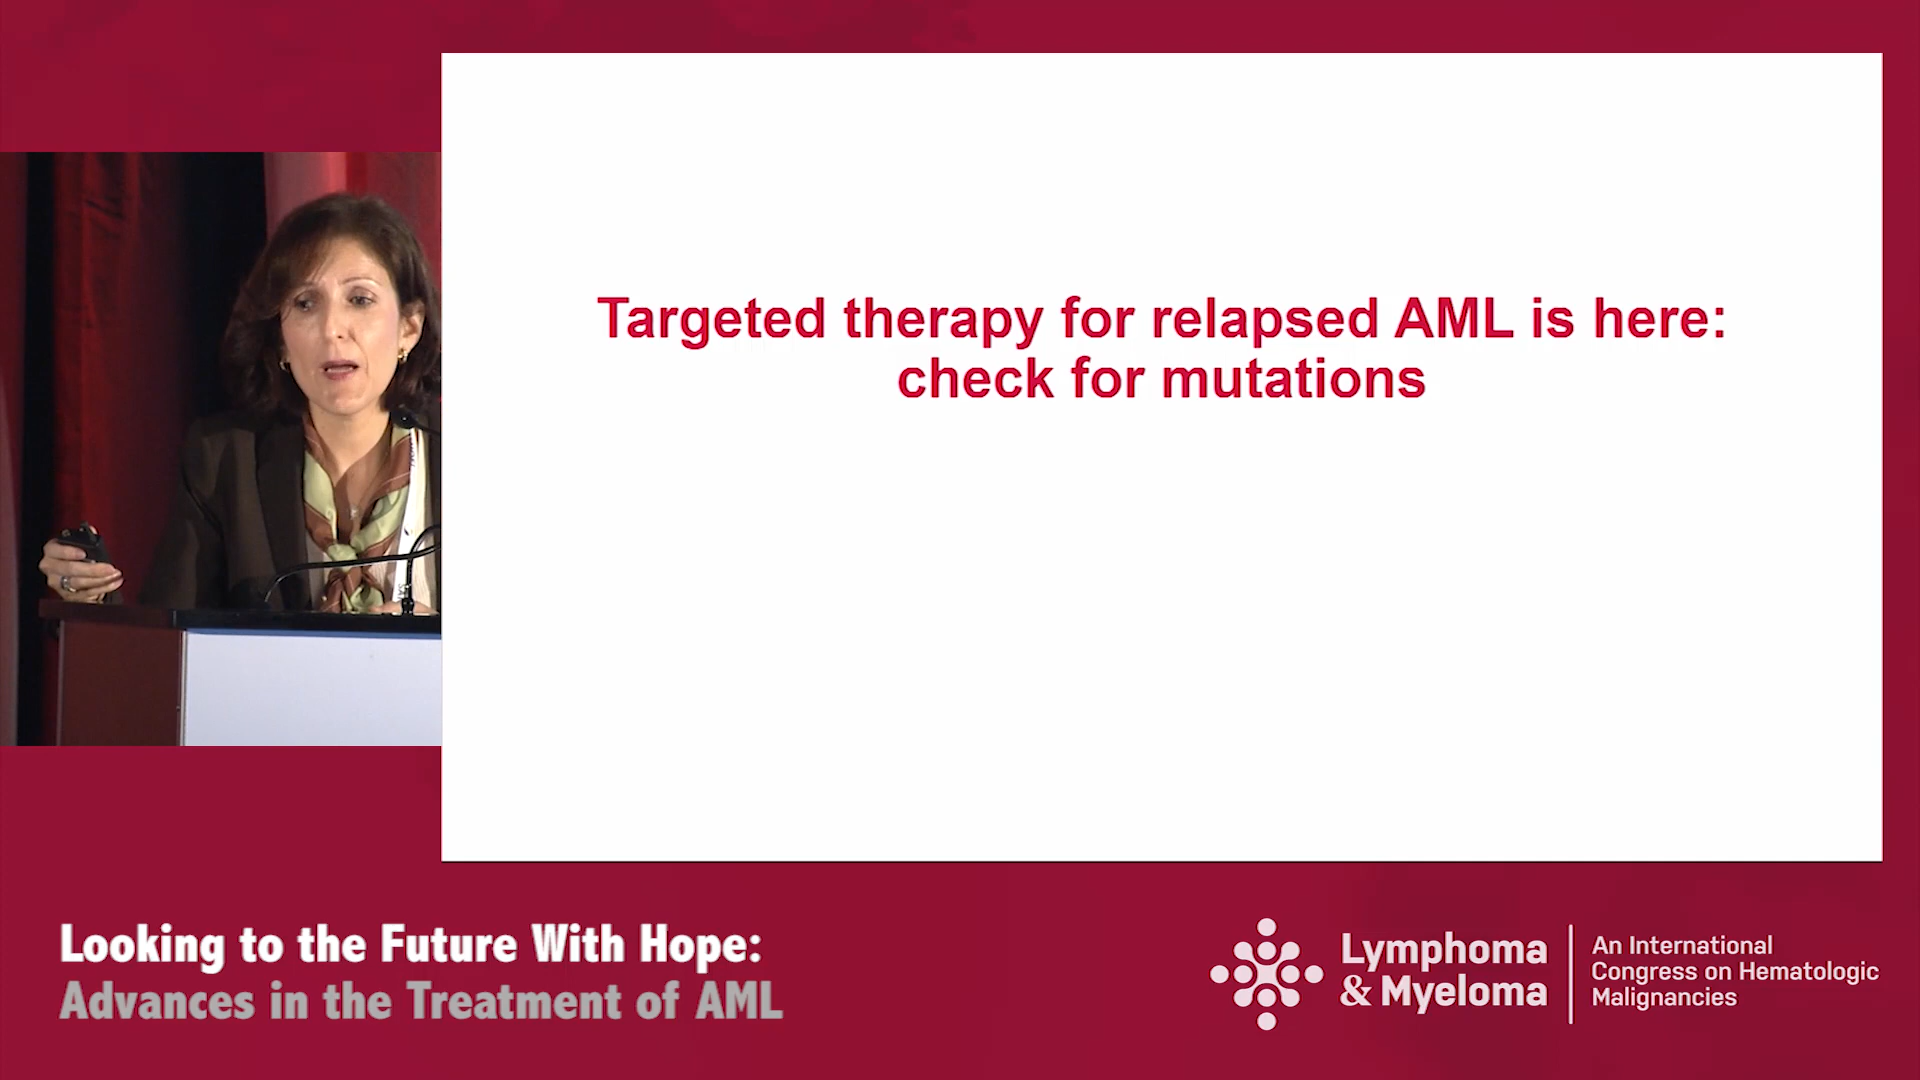 Targeted therapy for relapsed AML is here:
check for mutations
Looking to the Future With Hope:
Advances in the Treatment of AML
Lymphoma
& Myeloma
An International
Congress on Hematologic
Malignancies